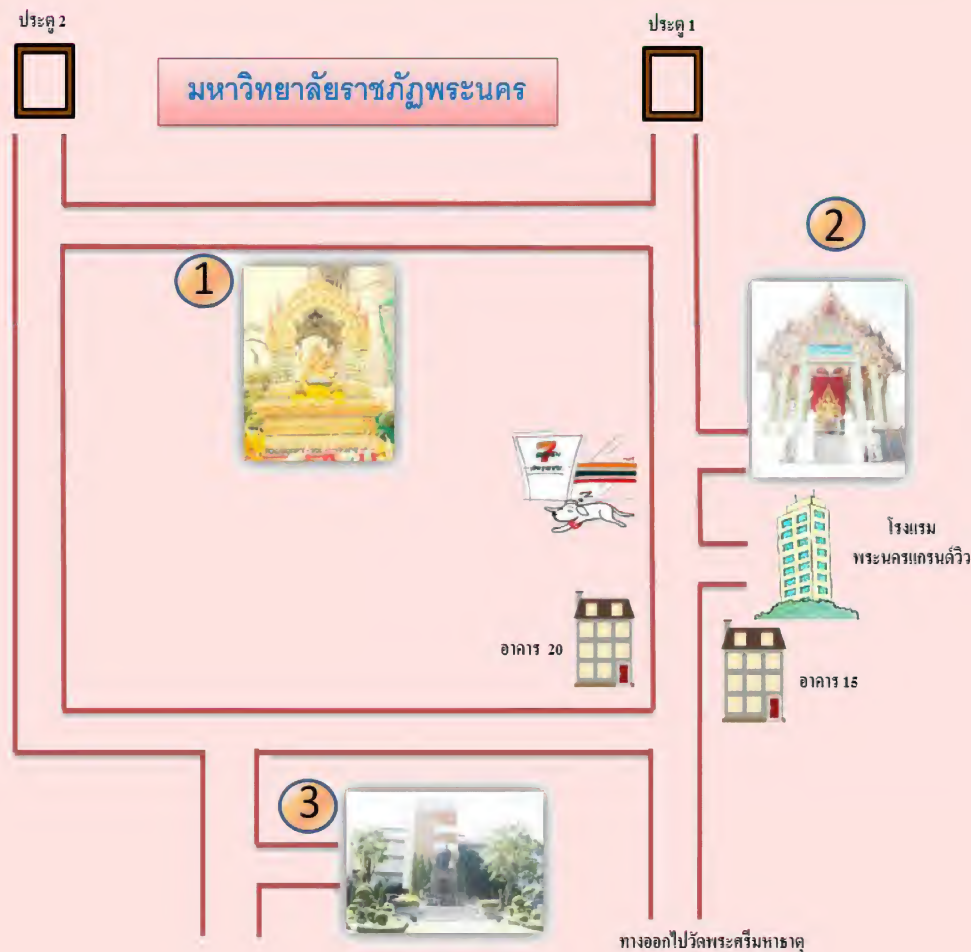 ประตู 2
ประตู 1
มหาวิทยาลัยราชภัฏพระนคร
1
2
7
โรงแรม
พระนครแกรนด์วิว
อาคาร 20
อาคาร 15
3
ทางออกไปวัดพระศรีมหาธาตุ